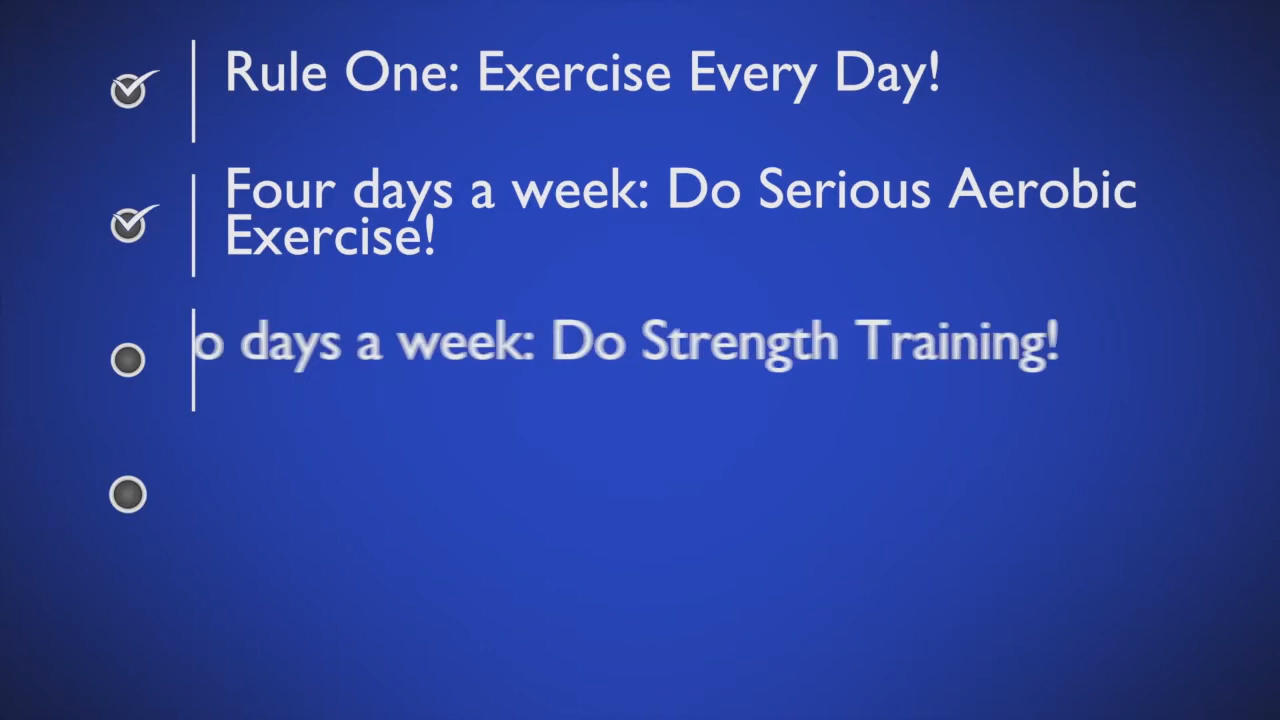 Rule One: Exercise Every Day!
Four days a week: Do Serious Aerobic
Exercise!
o days a week: Do Strength Training!